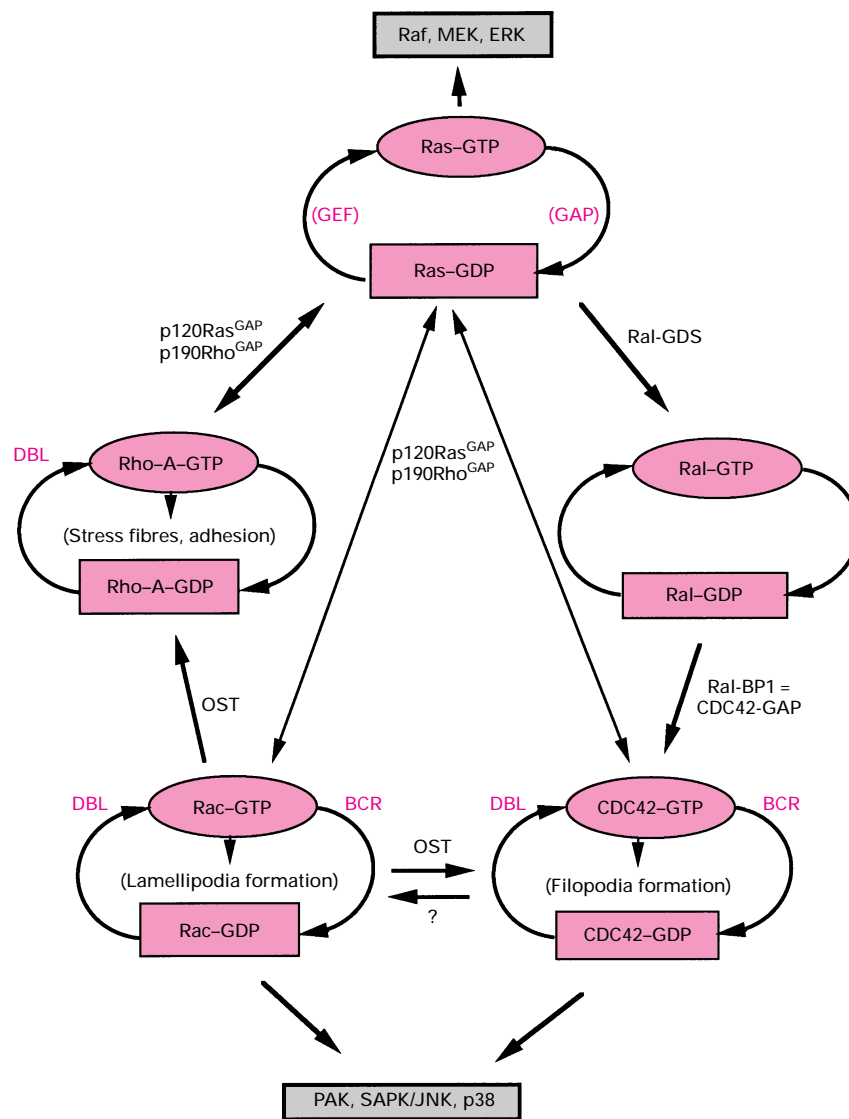 Raf, MEK, ERK
Ras–GTP
(GEF)
(GAP)
Ras–GDP
p120Ras^GAP
p190Rho^GAP
Ral-GDS
DBL
Rho–A–GTP
(Stress fibres, adhesion)
Rho–A–GDP
p120Ras^GAP
p190Rho^GAP
Ral–GTP
Ral–GDP
OST
Ral-BP1 =
CDC42-GAP
DBL
Rac–GTP
BCR
(Lamellipodia formation)
Rac–GDP
OST
?
DBL
CDC42–GTP
BCR
(Filopodia formation)
CDC42–GDP
PAK, SAPK/JNK, p38